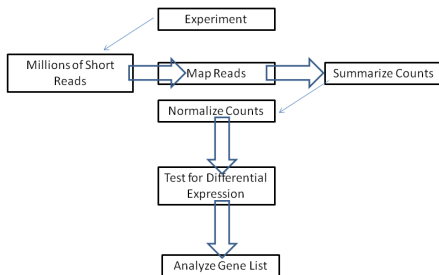 Experiment
Millions of Short
Reads
Map Reads
Summarize Counts
Normalize Counts
Test for Differential
Expression
Analyze Gene List